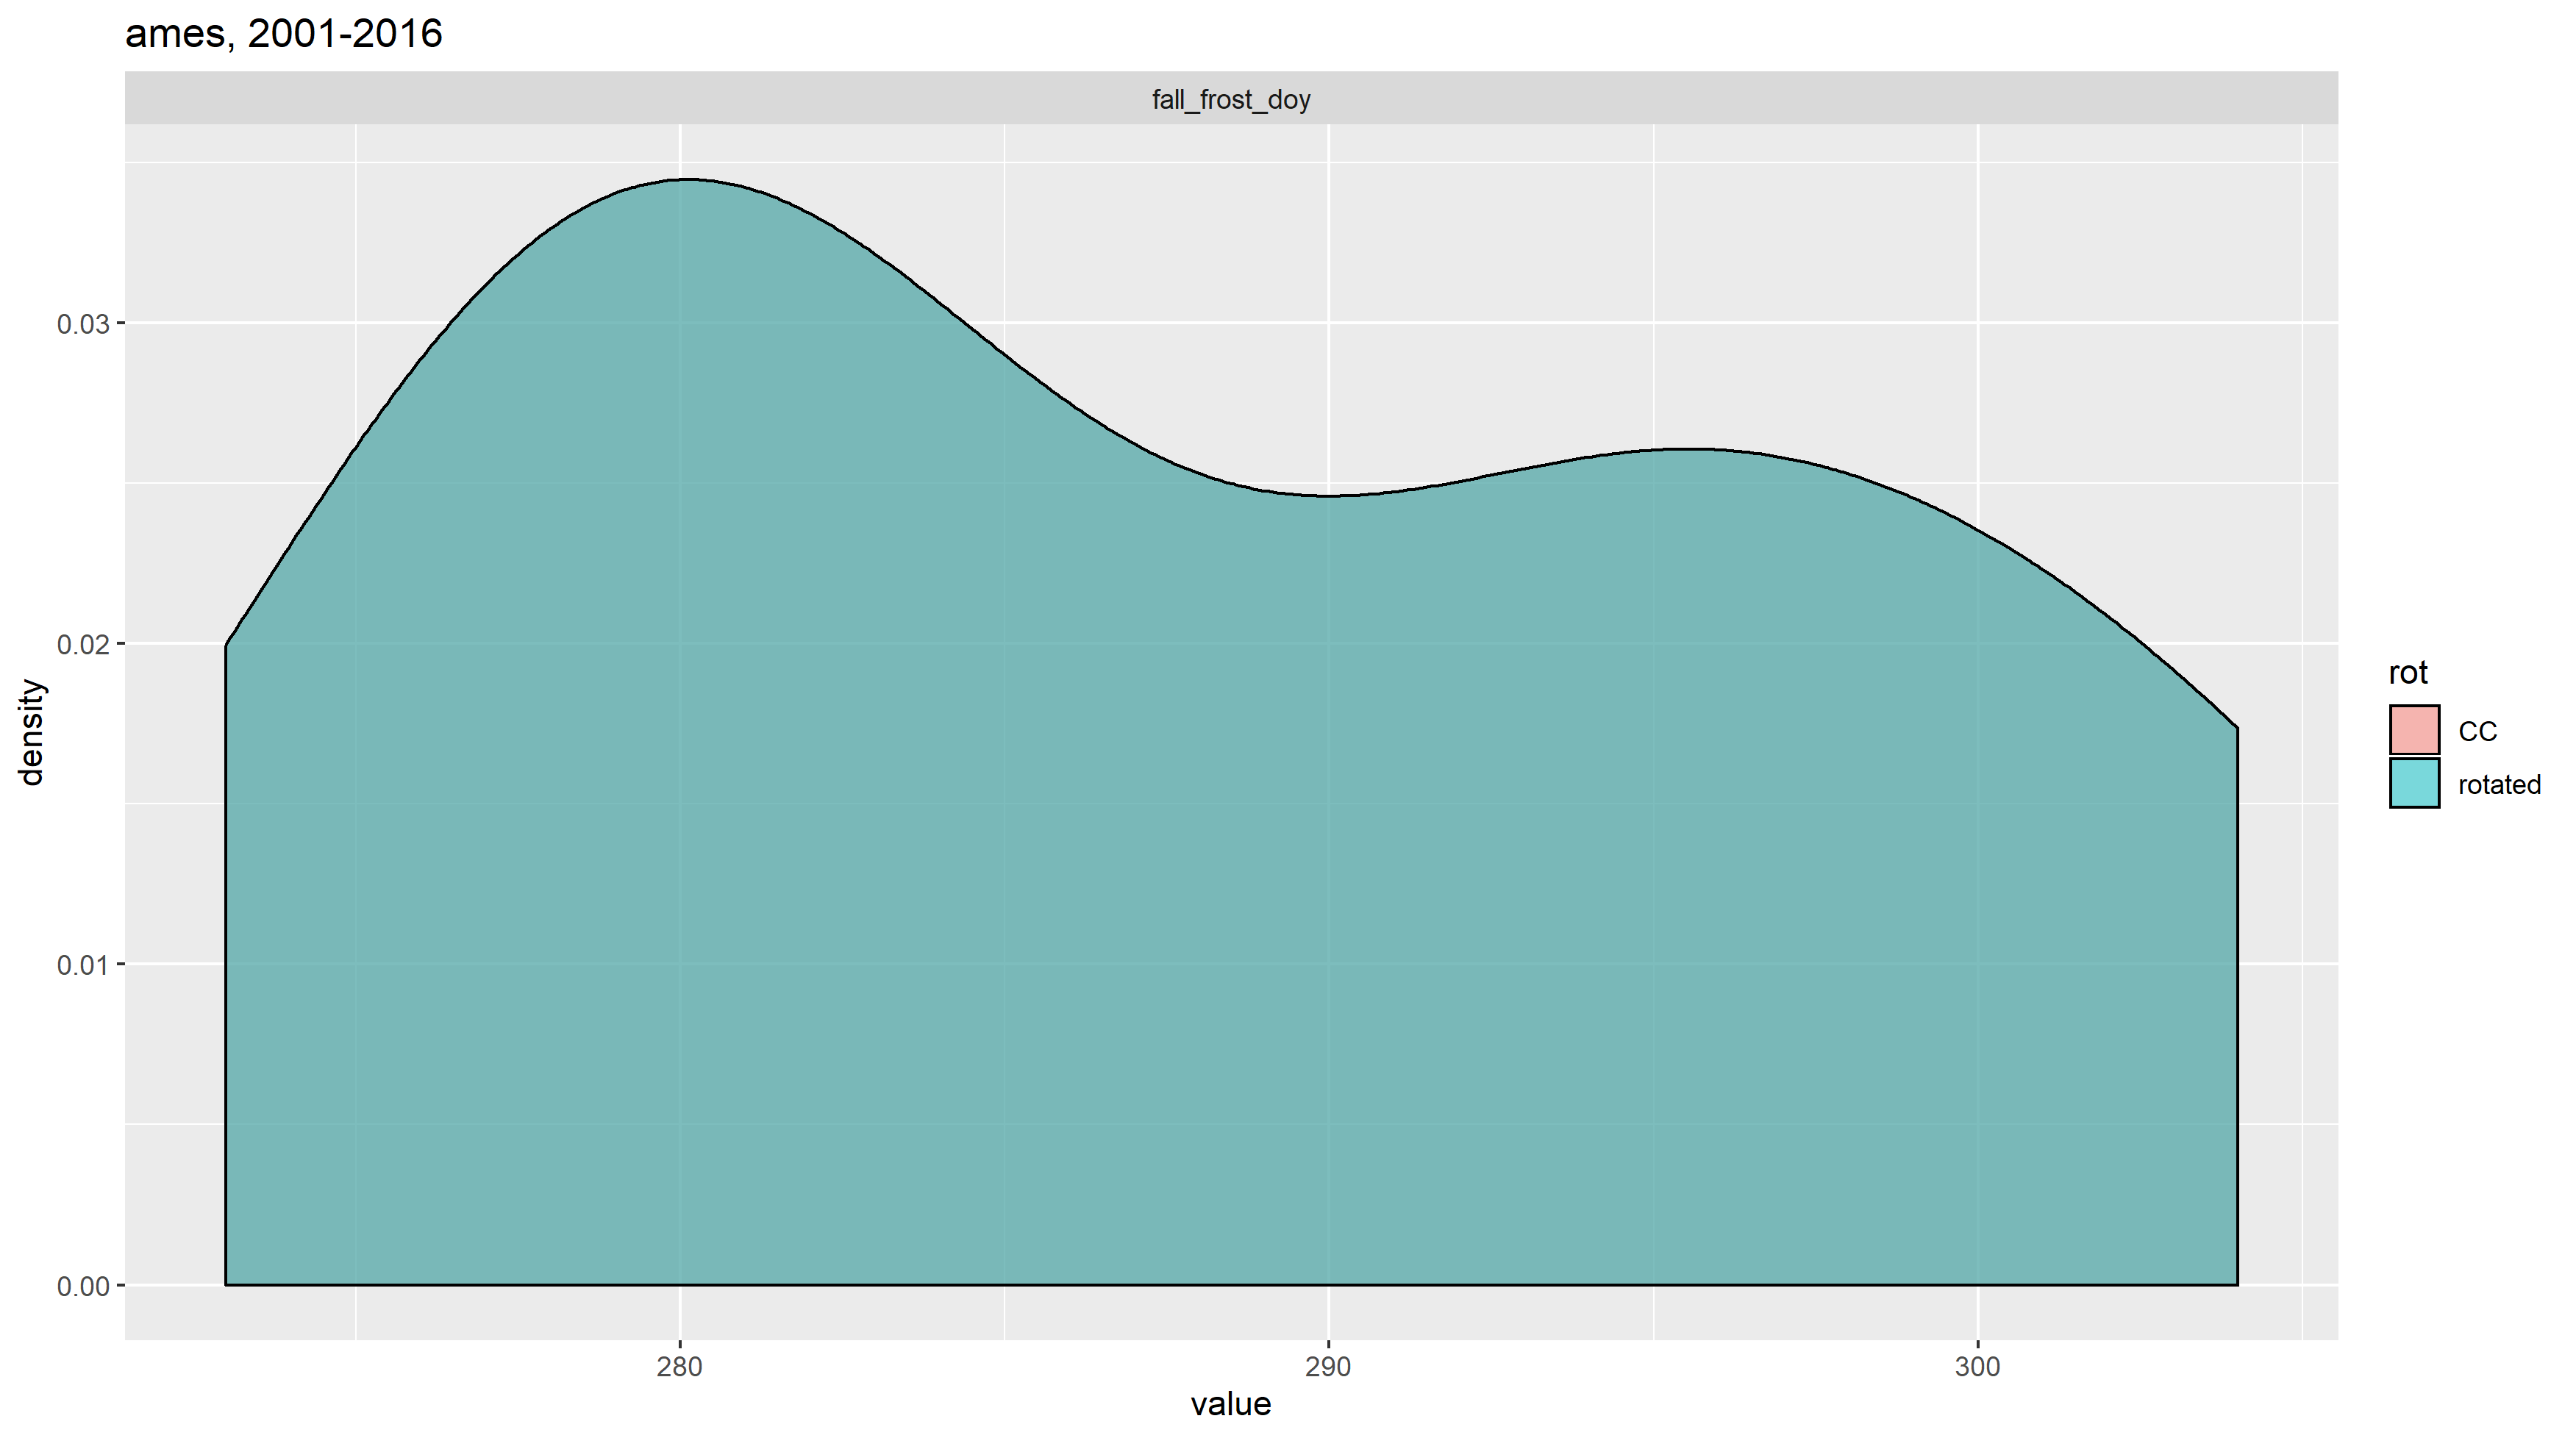 ames, 2001-2016
fall_frost_doy
density
0.03
0.02
0.01
0.00
280
290
300
value
rot
CC
rotated